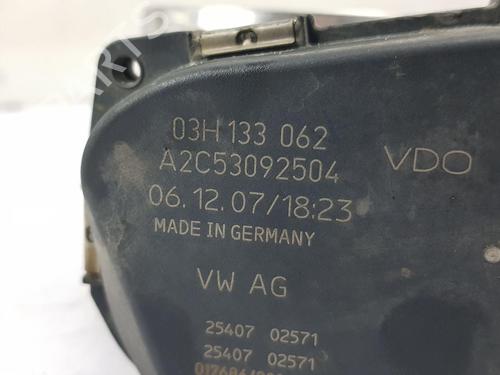 03H 133 062
A2C53092504
VDO
06.12.07/18:23
MADE IN GERMANY
VW AG
25407 02571
25407 02571